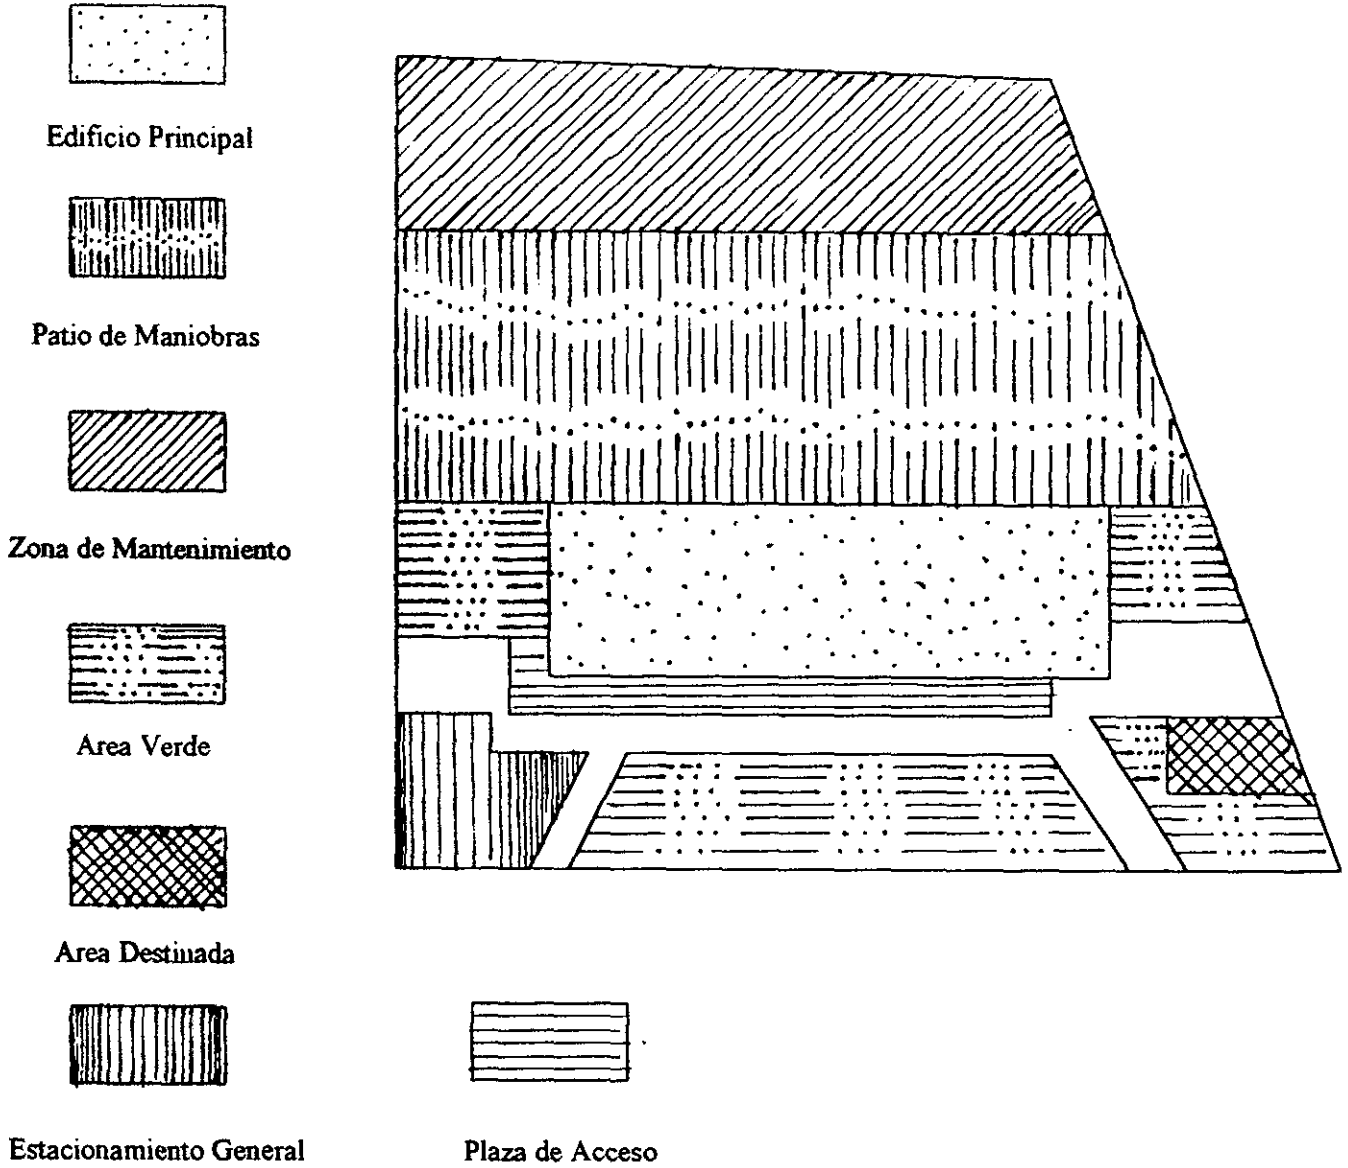 Edificio Principal
Patio de Maniobras
Zona de Mantenimiento
Area Verde
Area Destinada
Estacionamiento General
Plaza de Acceso